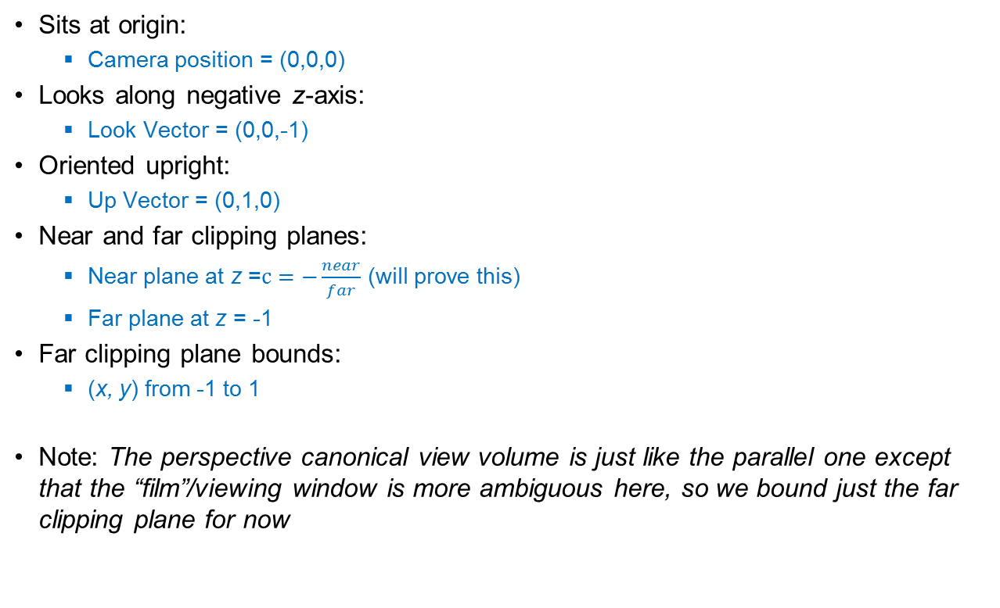 • Sits at origin:
▪ Camera position = (0,0,0)
• Looks along negative z-axis:
▪ Look Vector = (0,0,-1)
• Oriented upright:
▪ Up Vector = (0,1,0)
• Near and far clipping planes:
▪ Near plane at z =c = −near/far (will prove this)
▪ Far plane at z = -1
• Far clipping plane bounds:
▪ (x, y) from -1 to 1
• Note: The perspective canonical view volume is just like the parallel one except
that the “film”/viewing window is more ambiguous here, so we bound just the far
clipping plane for now